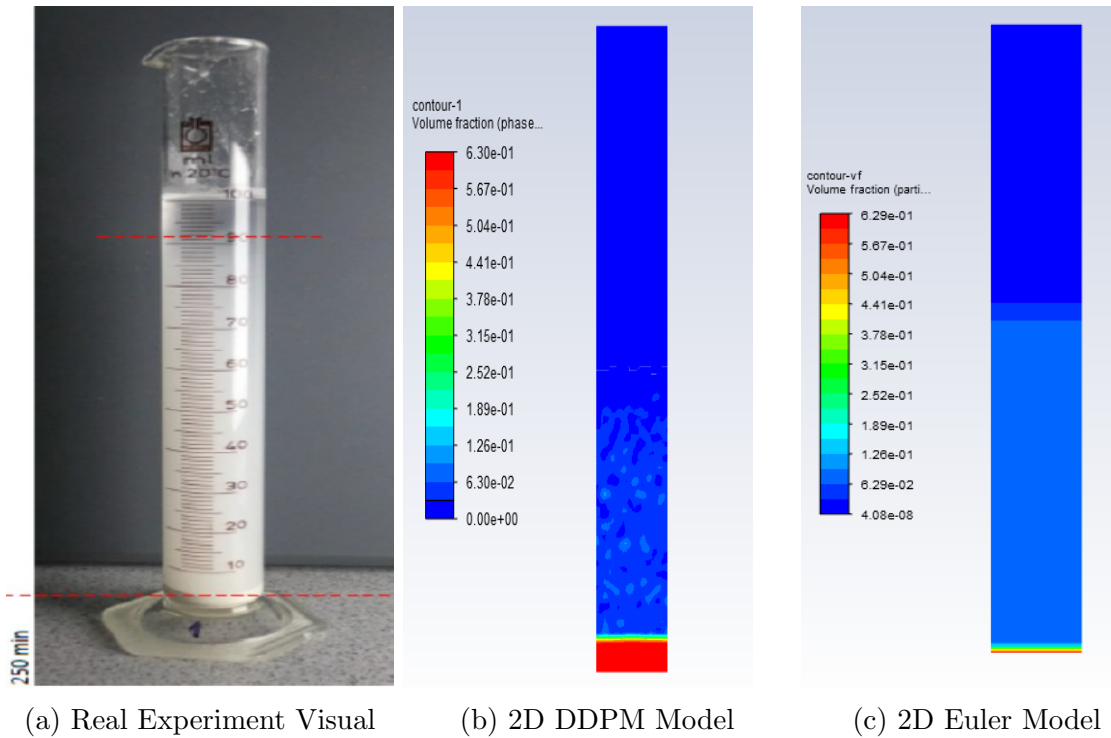 ml
n 20°C
100
90
80
70
60
50
40
30
20
10
1
250 min
contour-1
Volume fraction (phase...
6.30e-01
5.67e-01
5.04e-01
4.41e-01
3.78e-01
3.15e-01
2.52e-01
1.89e-01
1.26e-01
6.30e-02
0.00e+00
contour-vf
Volume fraction (parti...
6.29e-01
5.67e-01
5.04e-01
4.41e-01
3.78e-01
3.15e-01
2.52e-01
1.89e-01
1.26e-01
6.29e-02
4.08e-08
(a) Real Experiment Visual
(b) 2D DDPM Model
(c) 2D Euler Model